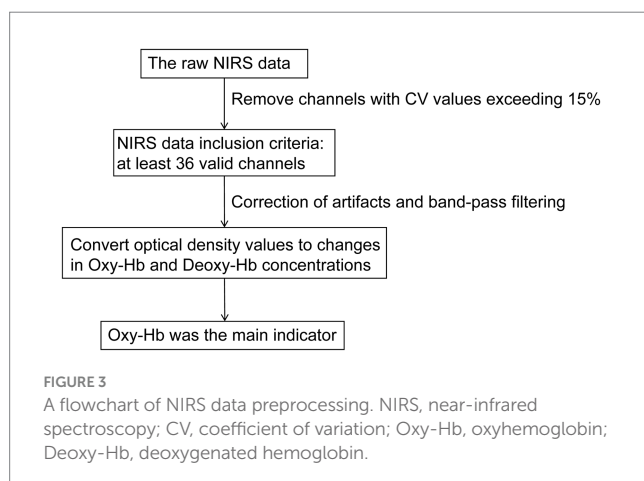 The raw NIRS data
Remove channels with CV values exceeding 15%
NIRS data inclusion criteria:
at least 36 valid channels
Correction of artifacts and band-pass filtering
Convert optical density values to changes
in Oxy-Hb and Deoxy-Hb concentrations
Oxy-Hb was the main indicator
FIGURE 3
A flowchart of NIRS data preprocessing. NIRS, near-infrared
spectroscopy; CV, coefficient of variation; Oxy-Hb, oxyhemoglobin;
Deoxy-Hb, deoxygenated hemoglobin.